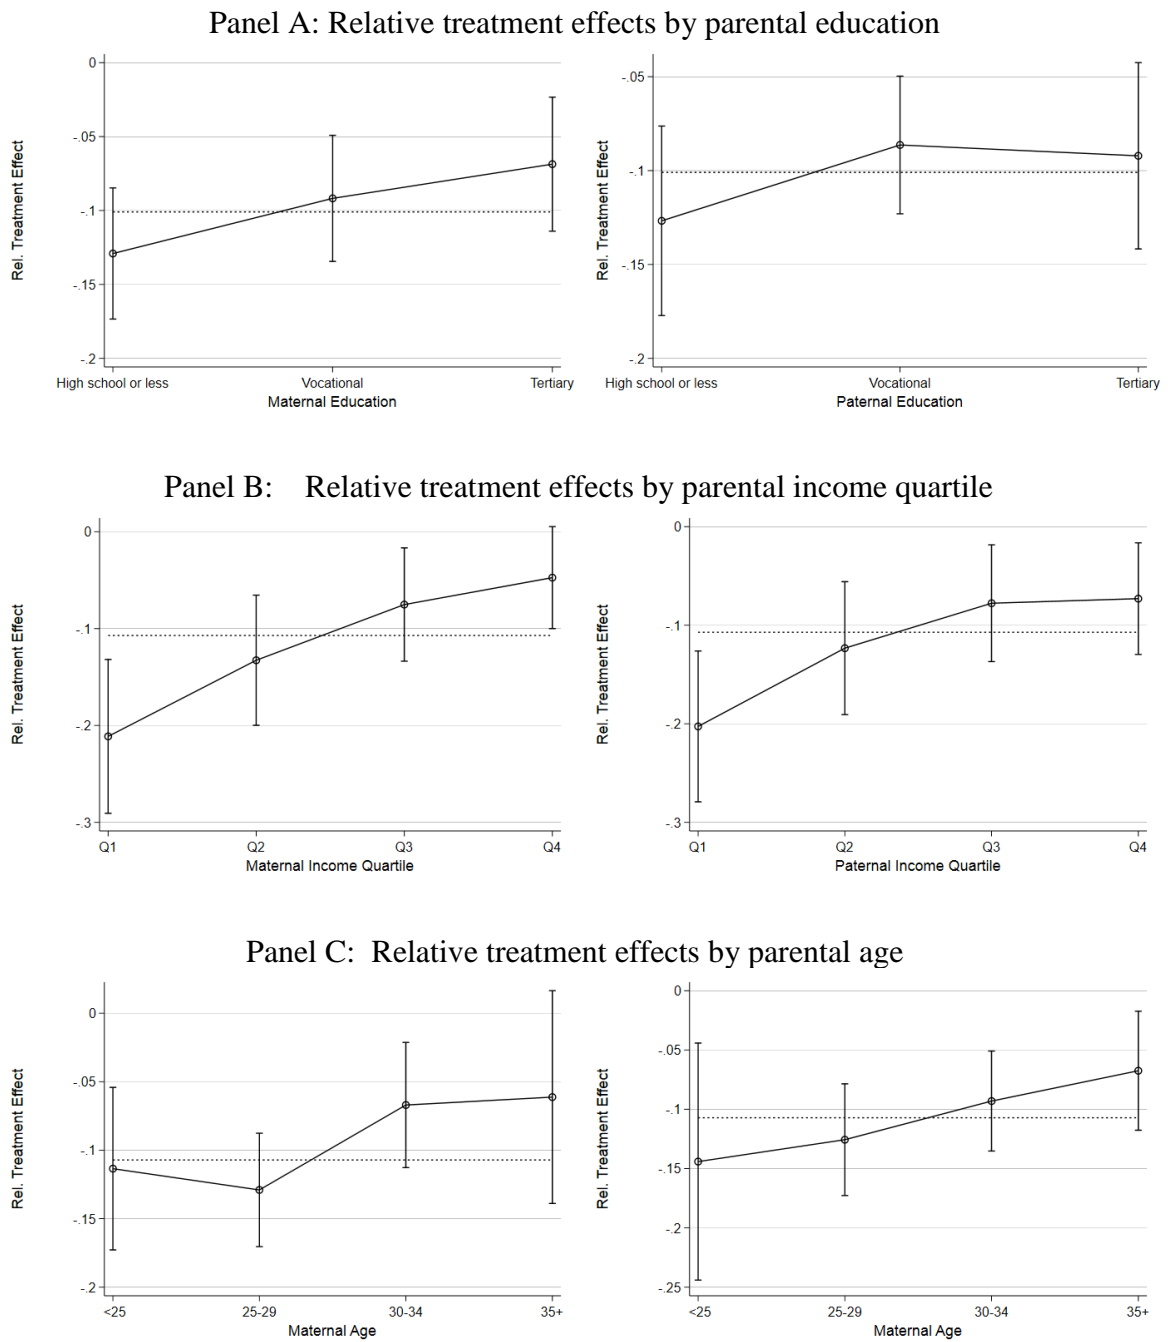 Panel A: Relative treatment effects by parental education
0
-.05
-.1
-.15
-.2
Rel. Treatment Effect
High school or less Vocational Tertiary
Maternal Education
-.05
-.1
-.15
-.2
Rel. Treatment Effect
High school or less Vocational Tertiary
Paternal Education
Panel B: Relative treatment effects by parental income quartile
0
-.1
-.2
-.3
Rel. Treatment Effect
Q1 Q2 Q3 Q4
Maternal Income Quartile
0
-.1
-.2
-.3
Rel. Treatment Effect
Q1 Q2 Q3 Q4
Paternal Income Quartile
Panel C: Relative treatment effects by parental age
0
-.05
-.1
-.15
-.2
Rel. Treatment Effect
<25 25-29 30-34 35+
Maternal Age
0
-.05
-.1
-.15
-.2
-.25
Rel. Treatment Effect
<25 25-29 30-34 35+
Maternal Age